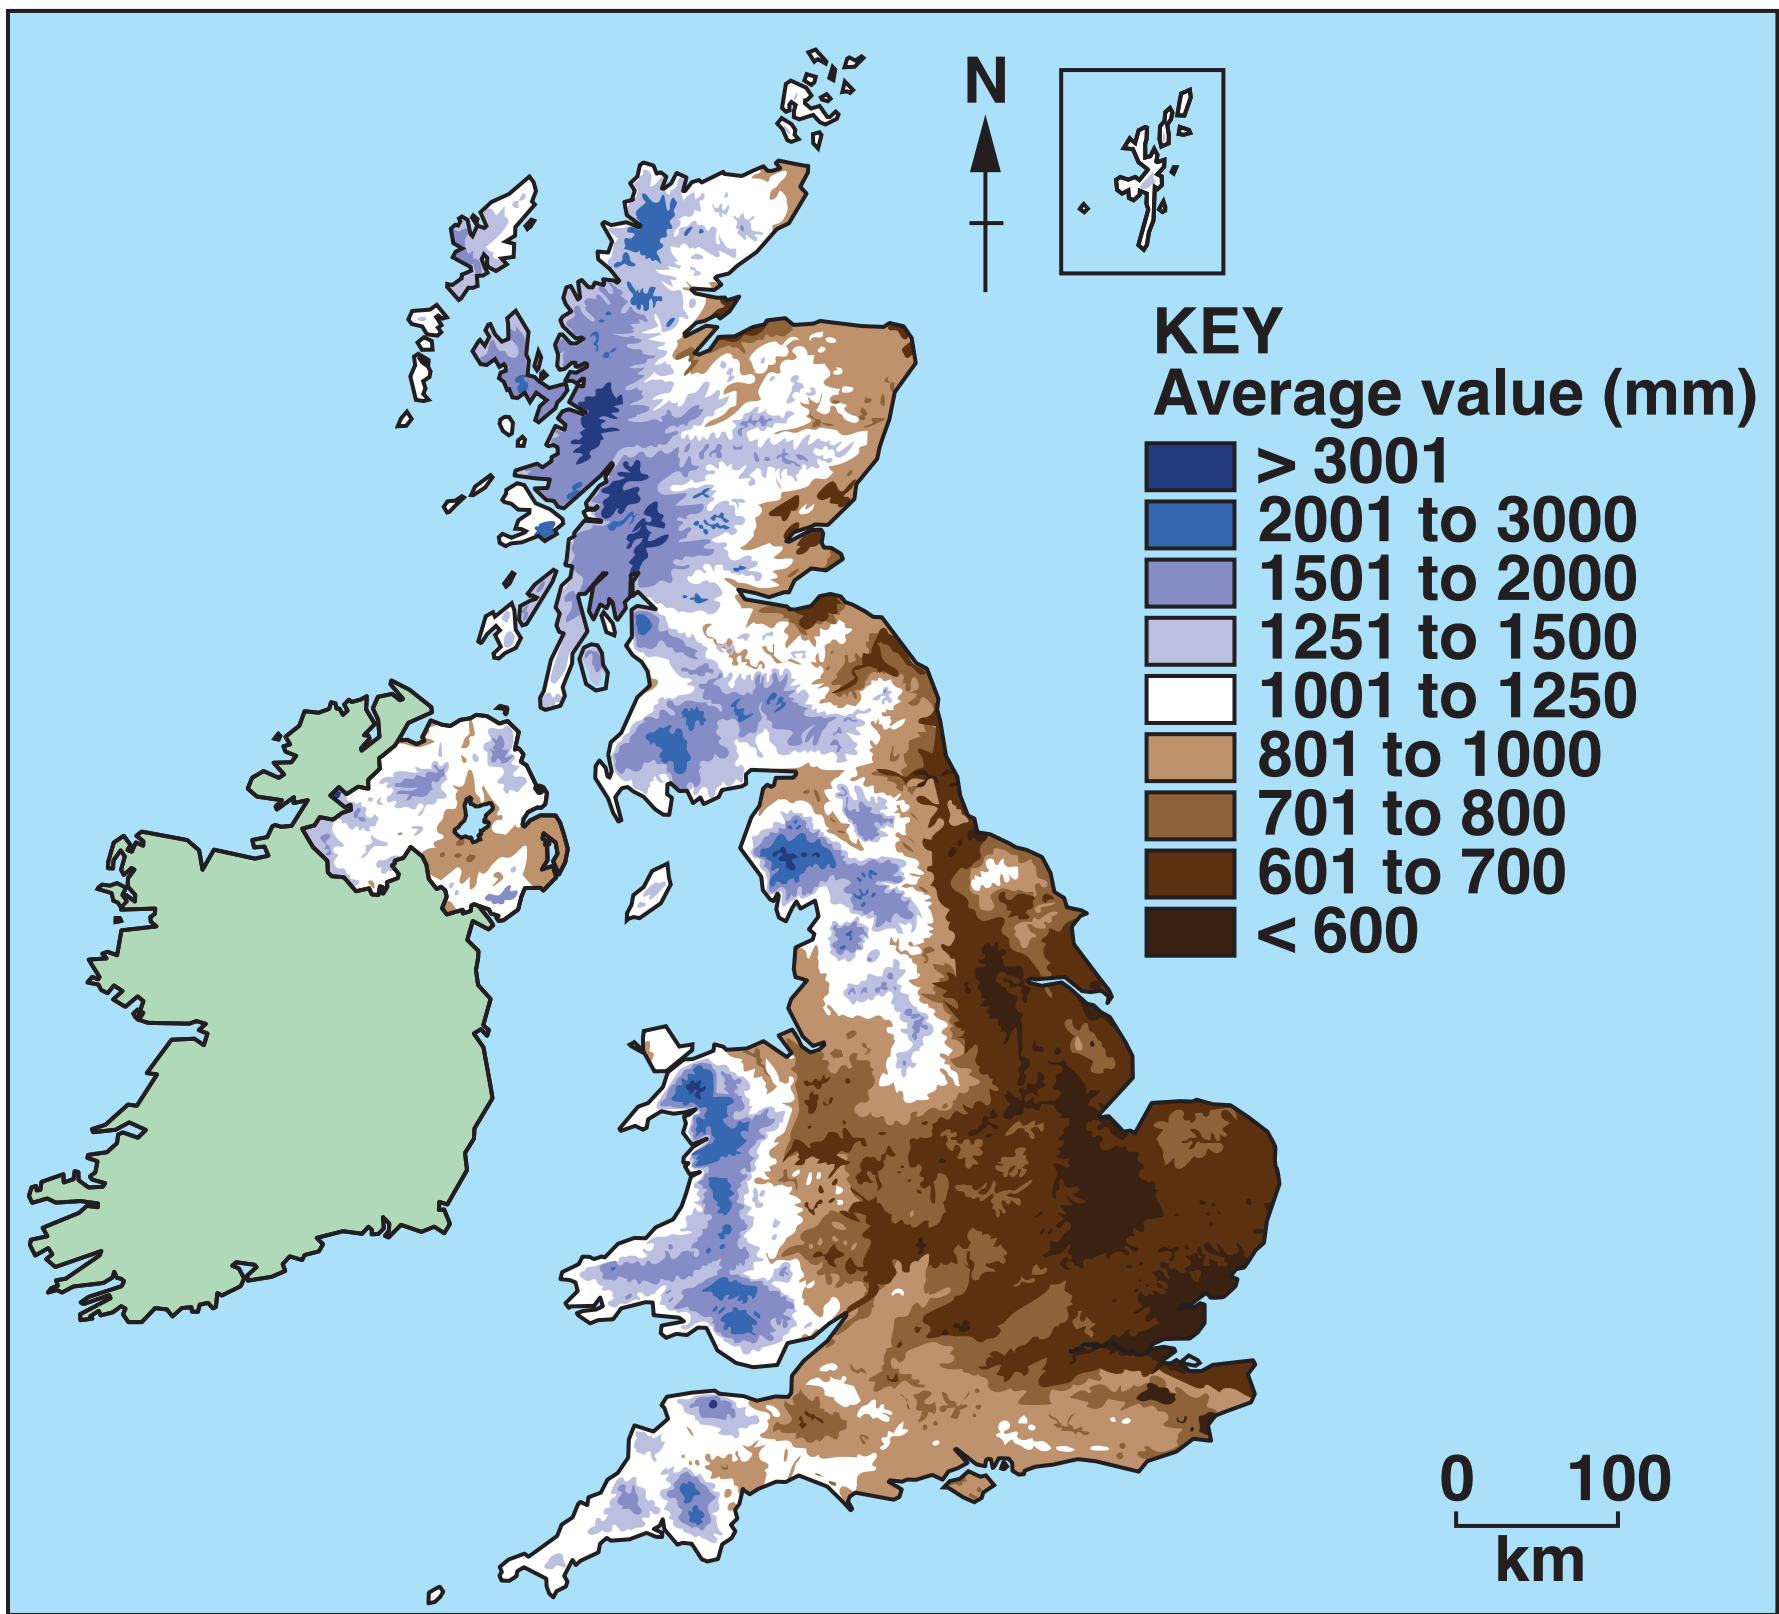 N
KEY
Average value (mm)
> 3001
2001 to 3000
1501 to 2000
1251 to 1500
1001 to 1250
801 to 1000
701 to 800
601 to 700
< 600
0 100
km